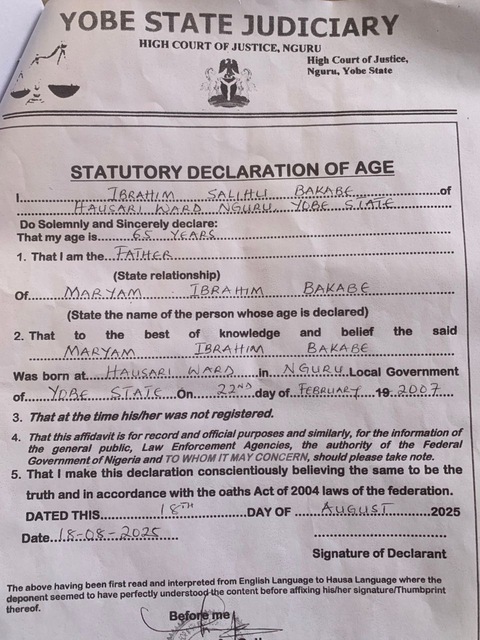 YOBE STATE JUDICIARY
HIGH COURT OF JUSTICE, NGURU
High Court of Justice,
Nguru, Yobe State
STATUTORY DECLARATION OF AGE
I......IBRAHIM SALIHU BAKABE......of
HAUSARI WARD NGURU YOBE STATE
Do Solemnly and Sincerely declare:
That my age is...65 YEARS
1. That I am the...FATHER......
(State relationship)
Of......MARYAM IBRAHIM BAKABE......
(State the name of the person whose age is declared)
2. That to the best of knowledge and belief the said
MARYAM IBRAHIM BAKABE
Was born at...HAUSARI WARD...in...NGURU...Local Government
of...YOBE STATE...On...22ND...day of...FEBRUARY...19...2007...
3. That at the time his/her was not registered.
4. That this affidavit is for record and official purposes and similarly, for the information of
the general public, Law Enforcement Agencies, the authority of the Federal
Government of Nigeria and TO WHOM IT MAY CONCERN, should please take note.
5. That I make this declaration conscientiously believing the same to be the
truth and in accordance with the oaths Act of 2004 laws of the federation.
DATED THIS......18TH......DAY OF......AUGUST......2025
Date...18-08-2025......
Signature of Declarant
The above having been first read and interpreted from English Language to Hausa Language where the
deponent seemed to have perfectly understood the content before affixing his/her signature/Thumbprint
thereof.
Before me